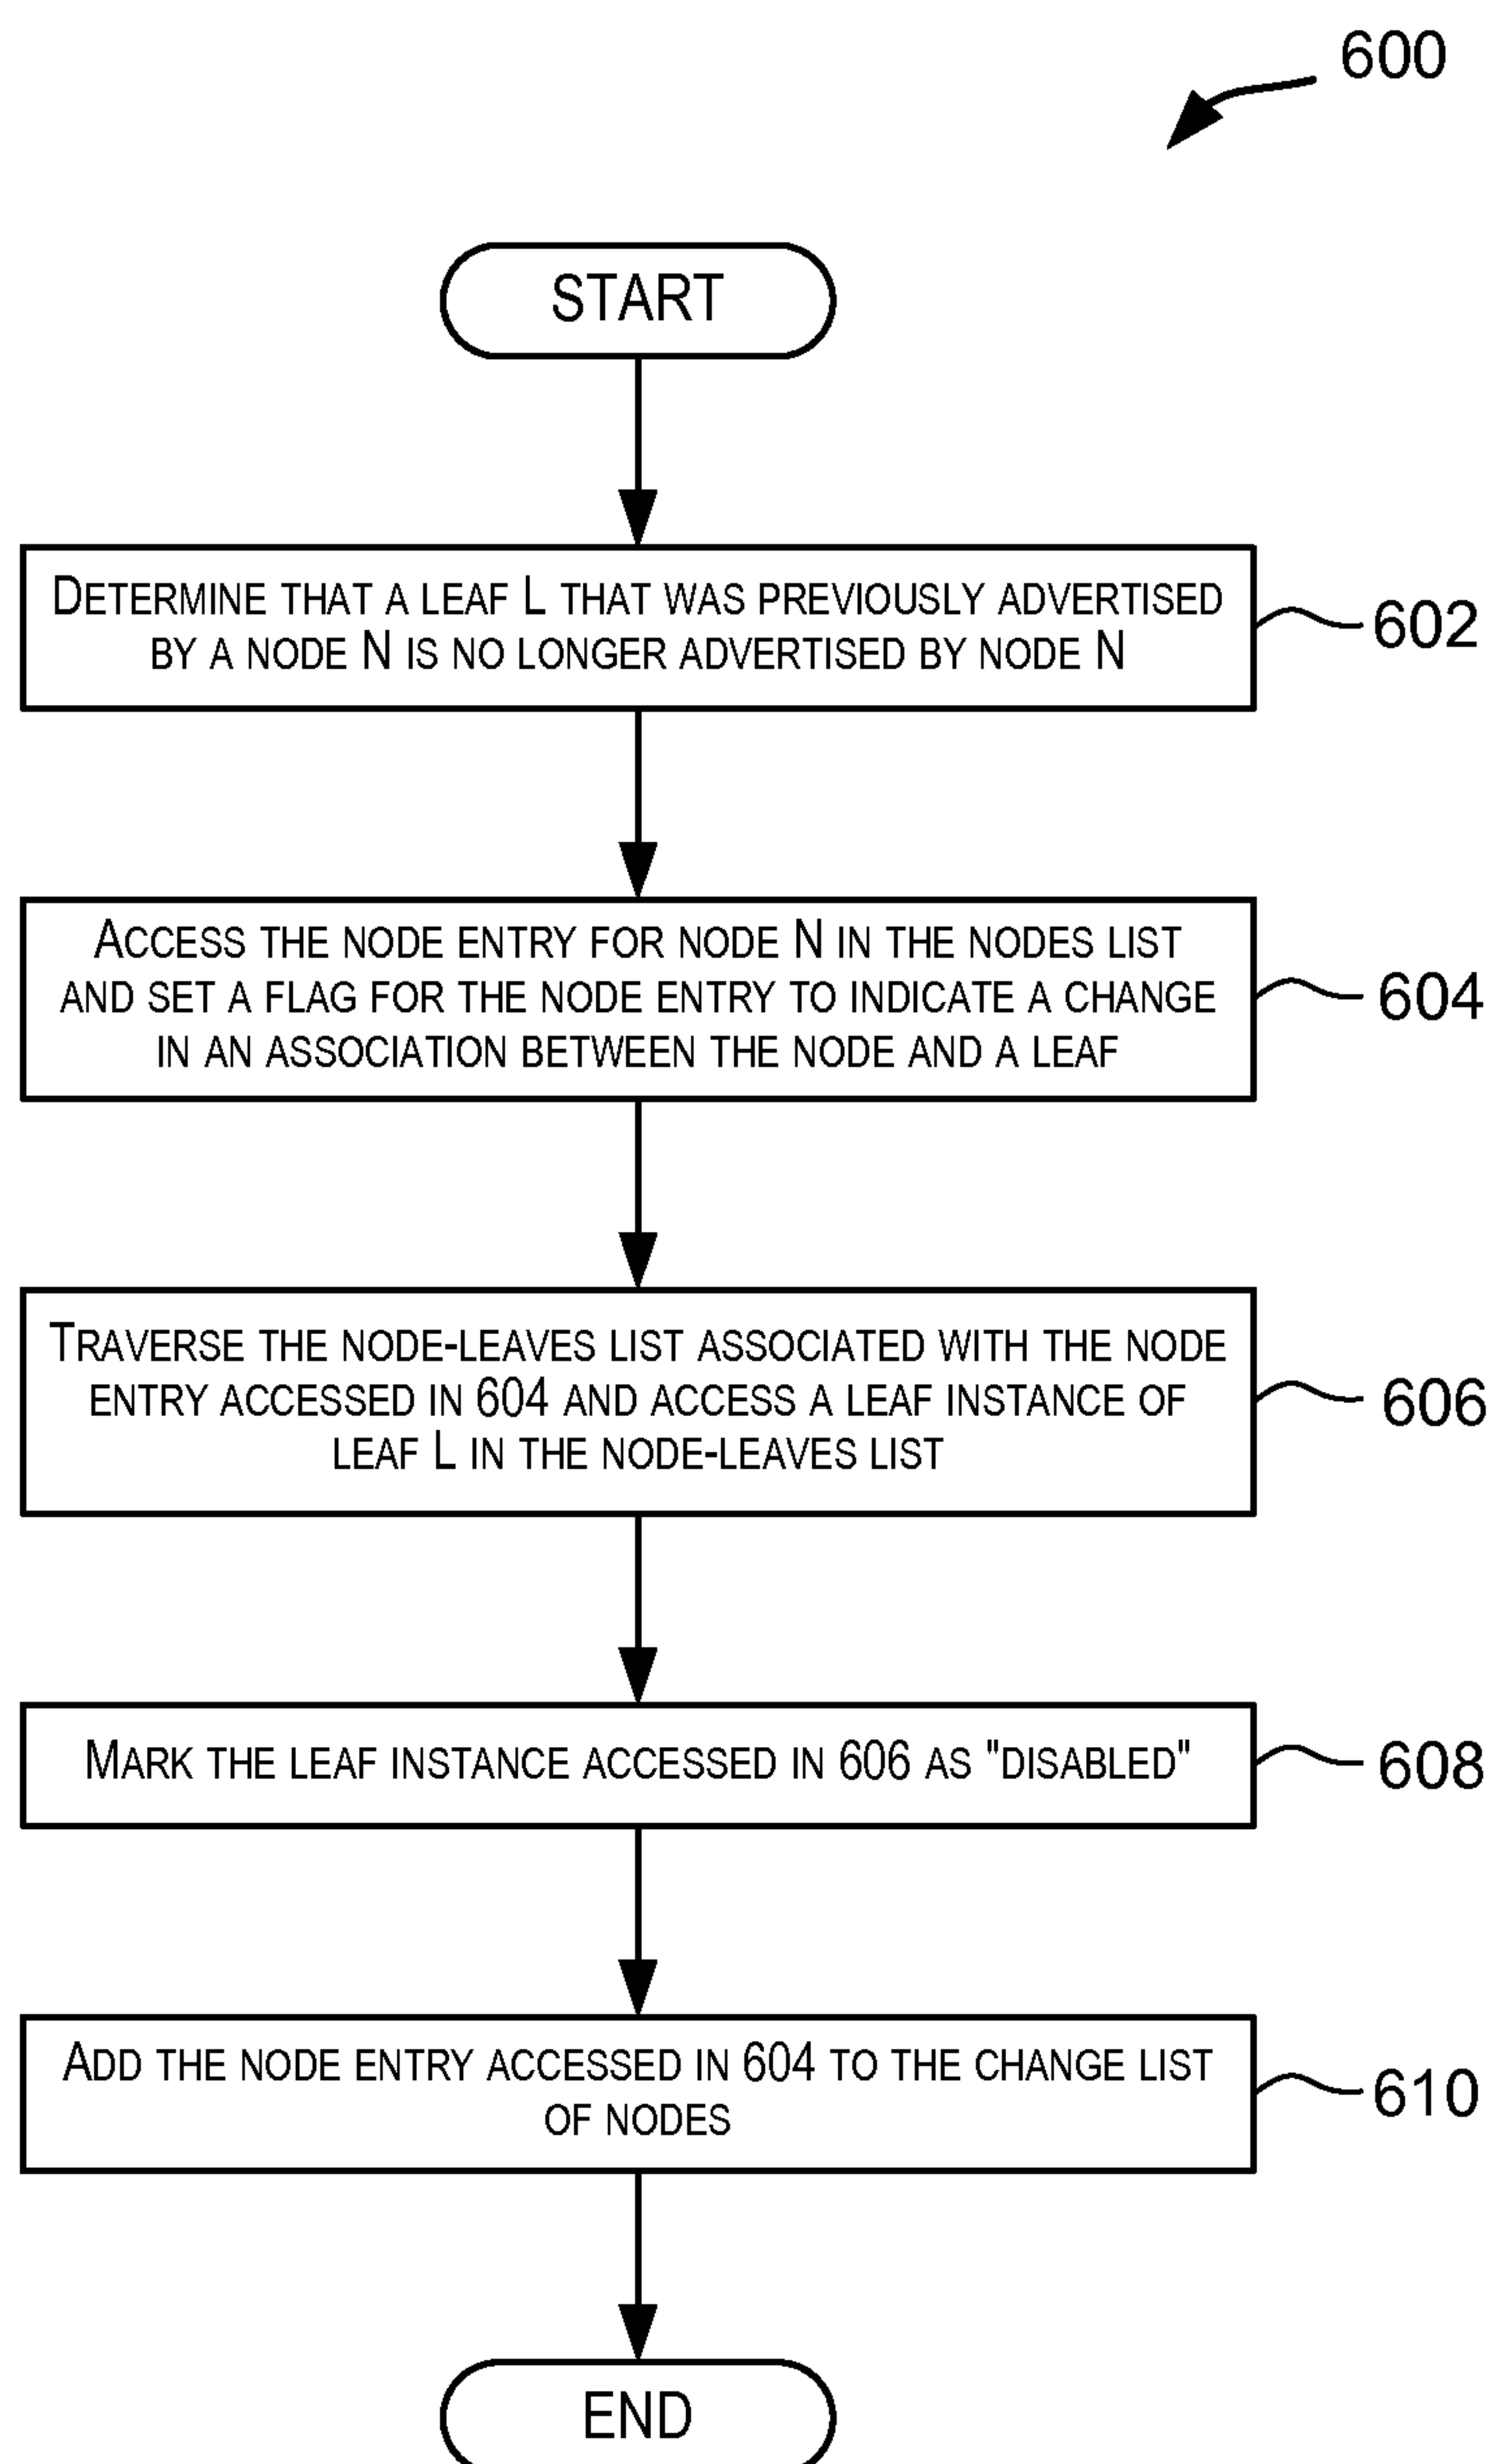 600
START
DETERMINE THAT A LEAF L THAT WAS PREVIOUSLY ADVERTISED
BY A NODE N IS NO LONGER ADVERTISED BY NODE N
602
ACCESS THE NODE ENTRY FOR NODE N IN THE NODES LIST
AND SET A FLAG FOR THE NODE ENTRY TO INDICATE A CHANGE
IN AN ASSOCIATION BETWEEN THE NODE AND A LEAF
604
TRAVERSE THE NODE-LEAVES LIST ASSOCIATED WITH THE NODE
ENTRY ACCESSED IN 604 AND ACCESS A LEAF INSTANCE OF
LEAF L IN THE NODE-LEAVES LIST
606
MARK THE LEAF INSTANCE ACCESSED IN 606 AS "DISABLED"
608
ADD THE NODE ENTRY ACCESSED IN 604 TO THE CHANGE LIST
OF NODES
610
END